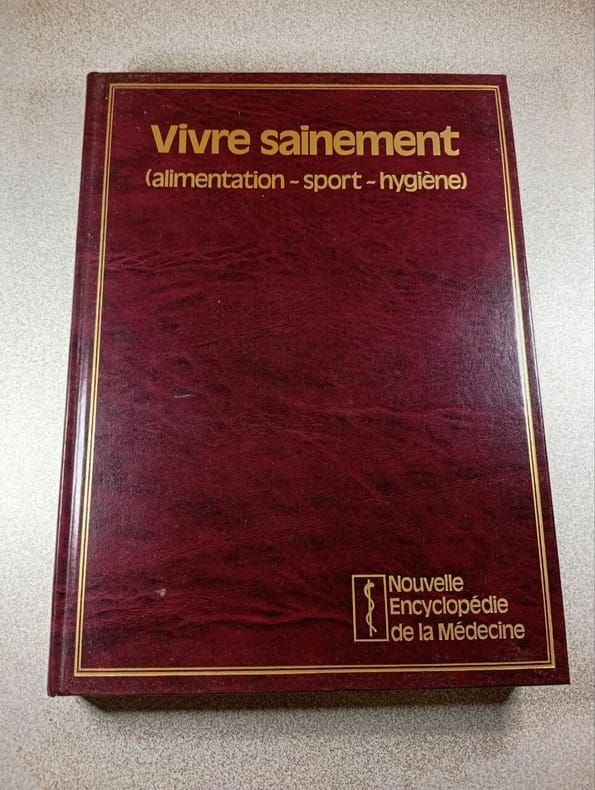 Vivre sainement
(alimentation ~ sport ~ hygiène)
Nouvelle
Encyclopédie
de la Médecine